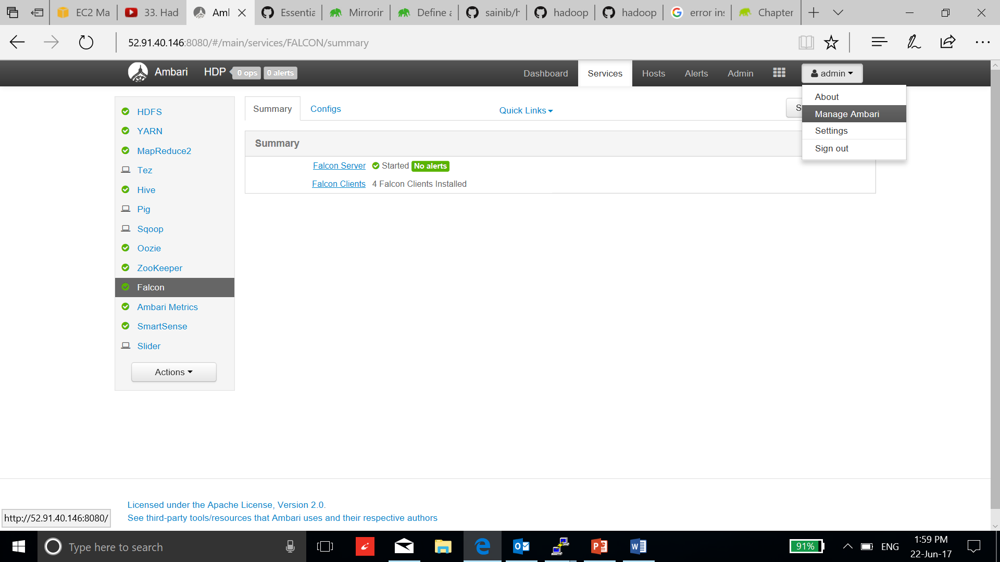 EC2 Ma
33. Had
Aml
Essentia
Mirrorir
Define a
sainib/h
hadoop
hadoop
error ins
Chapter
52.91.40.146:8080/#/main/services/FALCON/summary
Ambari
HDP
0 ops
0 alerts
Dashboard
Services
Hosts
Alerts
Admin
admin
About
Manage Ambari
Settings
Sign out
HDFS
YARN
MapReduce2
Tez
Hive
Pig
Sqoop
Oozie
ZooKeeper
Falcon
Ambari Metrics
SmartSense
Slider
Actions
Summary
Configs
Quick Links
S
Summary
Falcon Server Started No alerts
Falcon Clients 4 Falcon Clients Installed
Licensed under the Apache License, Version 2.0.
See third-party tools/resources that Ambari uses and their respective authors
http://52.91.40.146:8080/
Type here to search
91%
ENG
1:59 PM
22-Jun-17